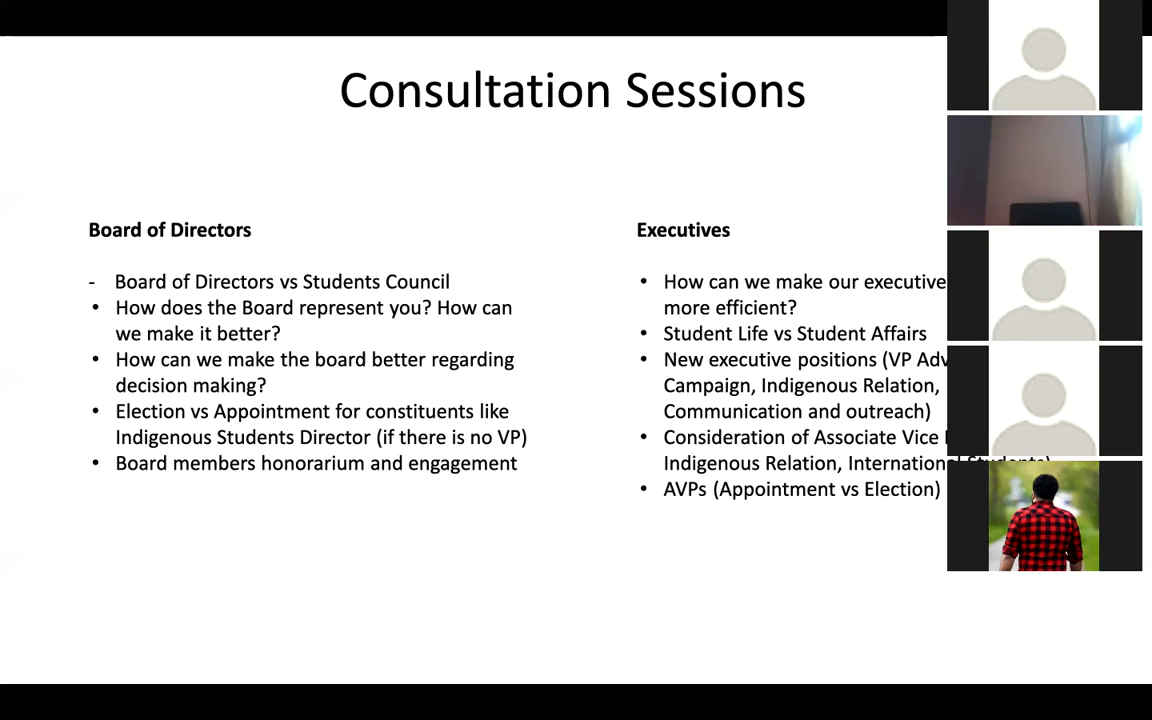 Consultation Sessions
Board of Directors
- Board of Directors vs Students Council
• How does the Board represent you? How can
we make it better?
• How can we make the board better regarding
decision making?
• Election vs Appointment for constituents like
Indigenous Students Director (if there is no VP)
• Board members honorarium and engagement
Executives
• How can we make our executive
more efficient?
• Student Life vs Student Affairs
• New executive positions (VP
Campaign, Indigenous Relation,
Communication and outreach)
• Consideration of Associate Vice
Indigenous Relation, International
• AVPs (Appointment vs Election)